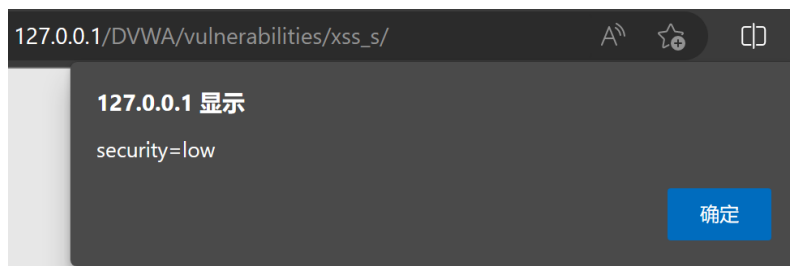 127.0.0.1/DVWA/vulnerabilities/xss_s/
127.0.0.1 显示
security=low
确定